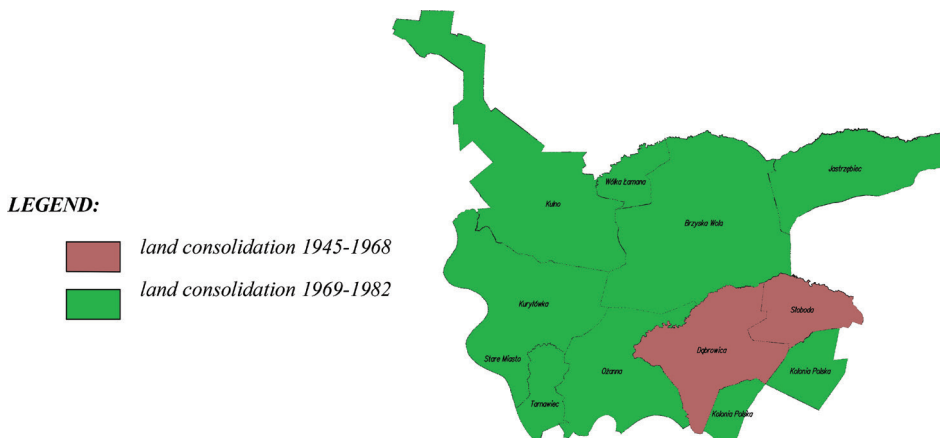 LEGEND:
land consolidation 1945-1968
land consolidation 1969-1982
Kulno
Wólka Łamana
Brzyska Wola
Jastrzębiec
Kuryłówka
Słoboda
Dąbrowica
Stare Miasto
Ożanna
Kolonia Polska
Tarnawiec
Kolonia Polska